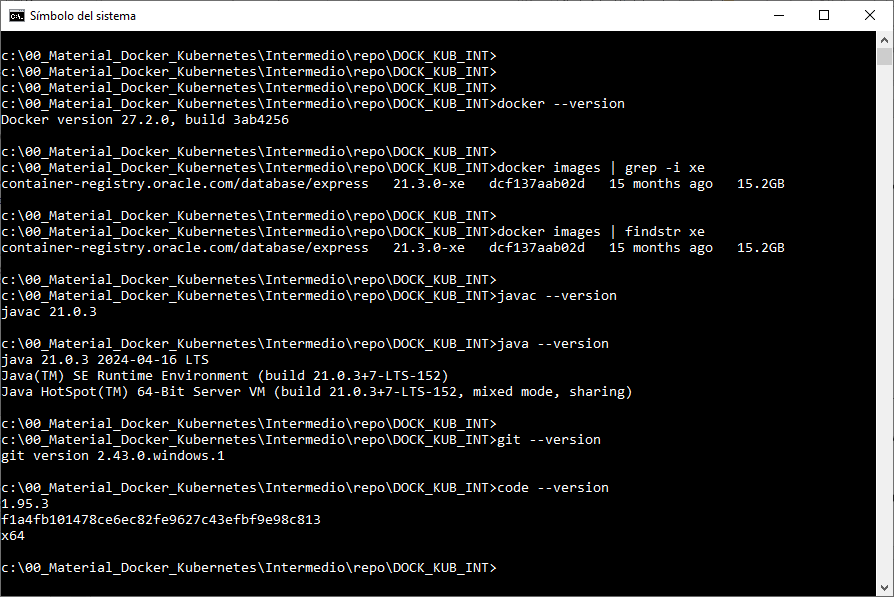 Símbolo del sistema
c:\00_Material_Docker_Kubernetes\Intermedio\repo\DOCK_KUB_INT>
c:\00_Material_Docker_Kubernetes\Intermedio\repo\DOCK_KUB_INT>
c:\00_Material_Docker_Kubernetes\Intermedio\repo\DOCK_KUB_INT>
c:\00_Material_Docker_Kubernetes\Intermedio\repo\DOCK_KUB_INT>docker --version
Docker version 27.2.0, build 3ab4256
c:\00_Material_Docker_Kubernetes\Intermedio\repo\DOCK_KUB_INT>
c:\00_Material_Docker_Kubernetes\Intermedio\repo\DOCK_KUB_INT>docker images | grep -i xe
container-registry.oracle.com/database/express   21.3.0-xe   dcf137aab02d   15 months ago   15.2GB
c:\00_Material_Docker_Kubernetes\Intermedio\repo\DOCK_KUB_INT>
c:\00_Material_Docker_Kubernetes\Intermedio\repo\DOCK_KUB_INT>docker images | findstr xe
container-registry.oracle.com/database/express   21.3.0-xe   dcf137aab02d   15 months ago   15.2GB
c:\00_Material_Docker_Kubernetes\Intermedio\repo\DOCK_KUB_INT>
c:\00_Material_Docker_Kubernetes\Intermedio\repo\DOCK_KUB_INT>javac --version
javac 21.0.3
c:\00_Material_Docker_Kubernetes\Intermedio\repo\DOCK_KUB_INT>java --version
java 21.0.3 2024-04-16 LTS
Java(TM) SE Runtime Environment (build 21.0.3+7-LTS-152)
Java HotSpot(TM) 64-Bit Server VM (build 21.0.3+7-LTS-152, mixed mode, sharing)
c:\00_Material_Docker_Kubernetes\Intermedio\repo\DOCK_KUB_INT>
c:\00_Material_Docker_Kubernetes\Intermedio\repo\DOCK_KUB_INT>git --version
git version 2.43.0.windows.1
c:\00_Material_Docker_Kubernetes\Intermedio\repo\DOCK_KUB_INT>code --version
1.95.3
f1a4fb101478ce6ec82fe9627c43efbf9e98c813
x64
c:\00_Material_Docker_Kubernetes\Intermedio\repo\DOCK_KUB_INT>